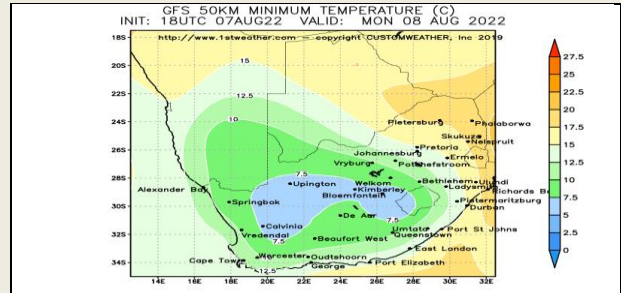 GFS 50KM MINIMUM TEMPERATURE (C)
INIT: 18UTC 07AUG22 VALID: MON 08 AUG 2022
http://www.1stweather.com – copyright CUSTOMWEATHER, Inc 2019
18S
20S
22S
24S
26S
28S
30S
32S
34S
15
12.5
10
7.5
7.5
7.5
12.5
Pietersburg
Phalaborwa
Skukuza
Nelspruit
Pretoria
Johannesburg
Ermelo
Vryburg
Potchefstroom
Welkom
Bethlehem
Ulundi
Alexander Bay
Upington
Kimberley
Ladysmith
Richards B
Bloemfontein
Springbok
Pietermaritzburg
Durban
De Aar
Calvinia
Umtata
Port St Johns
Vredendal
Queenstown
Beaufort West
East London
Worcester
Oudtshoorn
Cape Town
George
Port Elizabeth
14E
16E
18E
20E
22E
24E
26E
28E
30E
32E
27.5
25
22.5
20
17.5
15
12.5
10
7.5
5
2.5
0